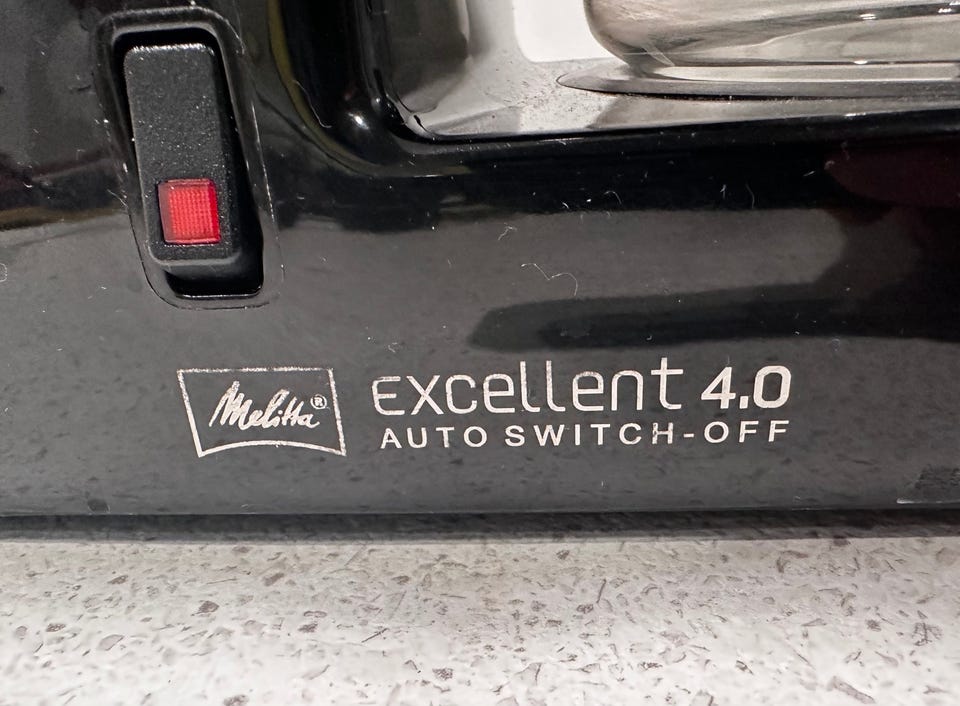 Melitta®
excellent 4.0
AUTO SWITCH-OFF